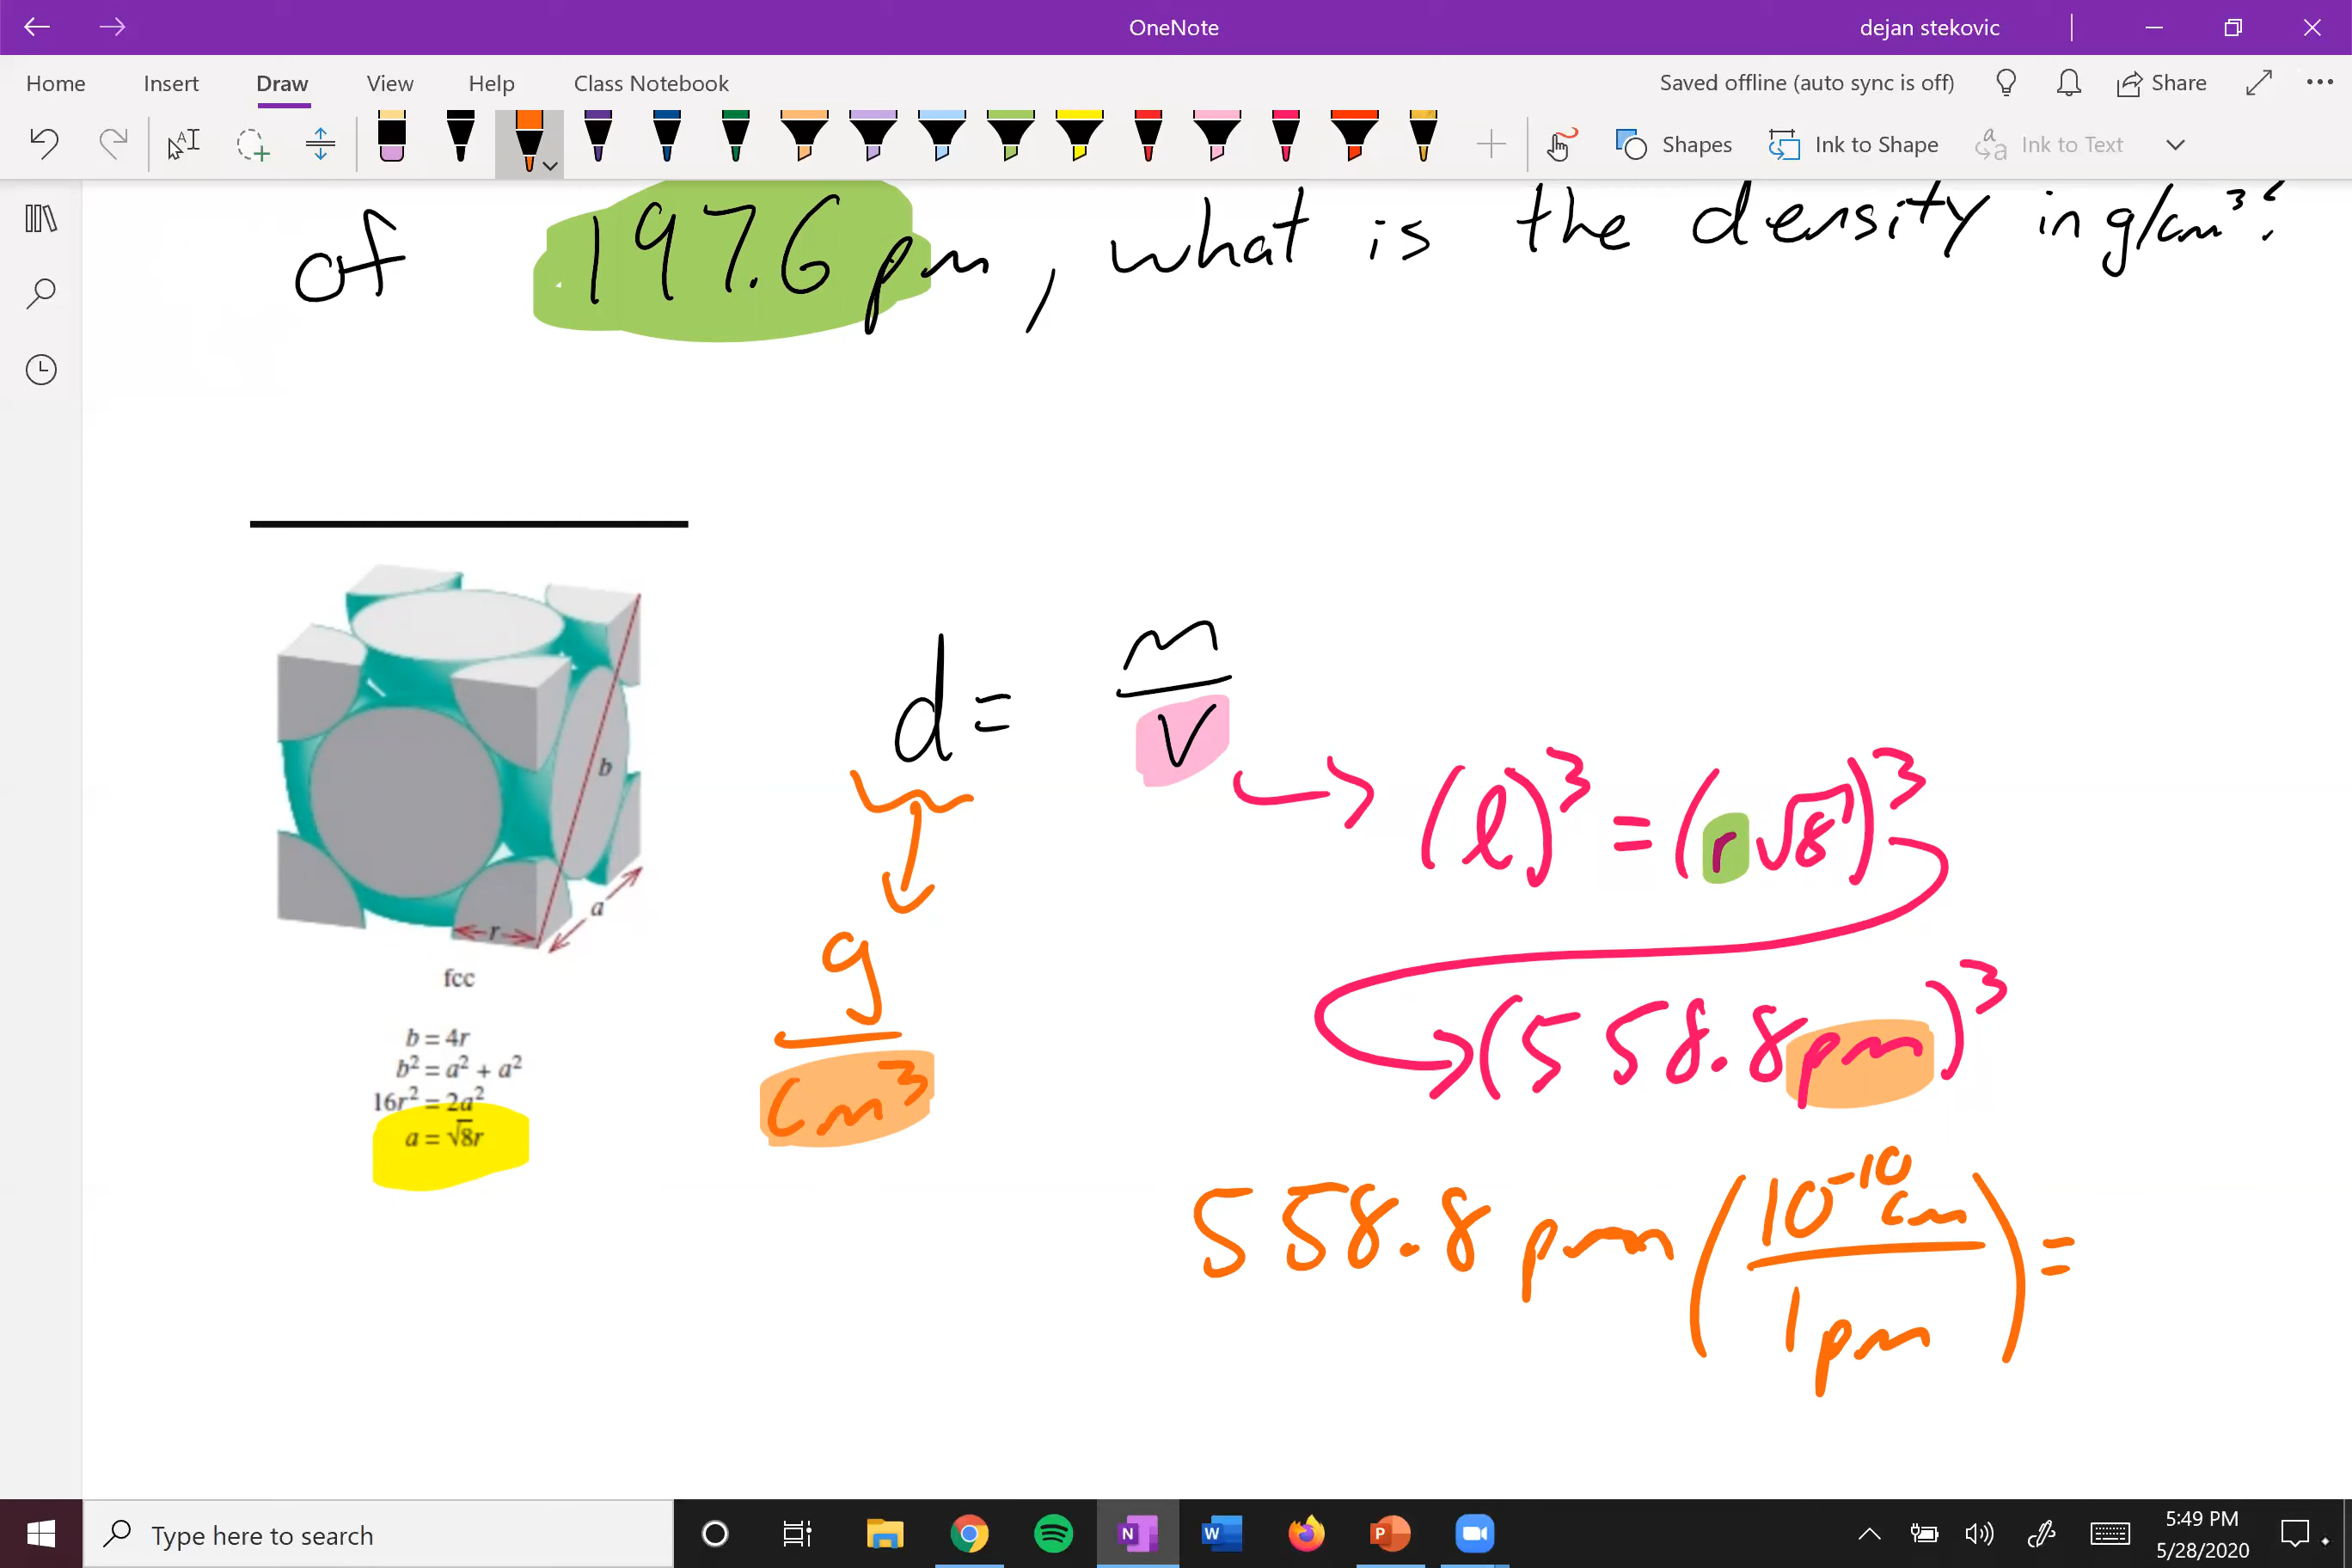 OneNote
dejan stekovic
Home Insert Draw View Help Class Notebook
Saved offline (auto sync is off) Share
Shapes Ink to Shape Ink to Text
of 197.6 pm, what is the density in g/cm³?
b
a
r
fcc
b = 4r
b² = a² + a²
16r² = 2a²
a = √8r
d = m/V
→ (l)³ = (r√8)³
→ (558.8pm)³
g/cm³
558.8 pm (10⁻¹⁰ cm / 1 pm) =
Type here to search
5:49 PM
5/28/2020